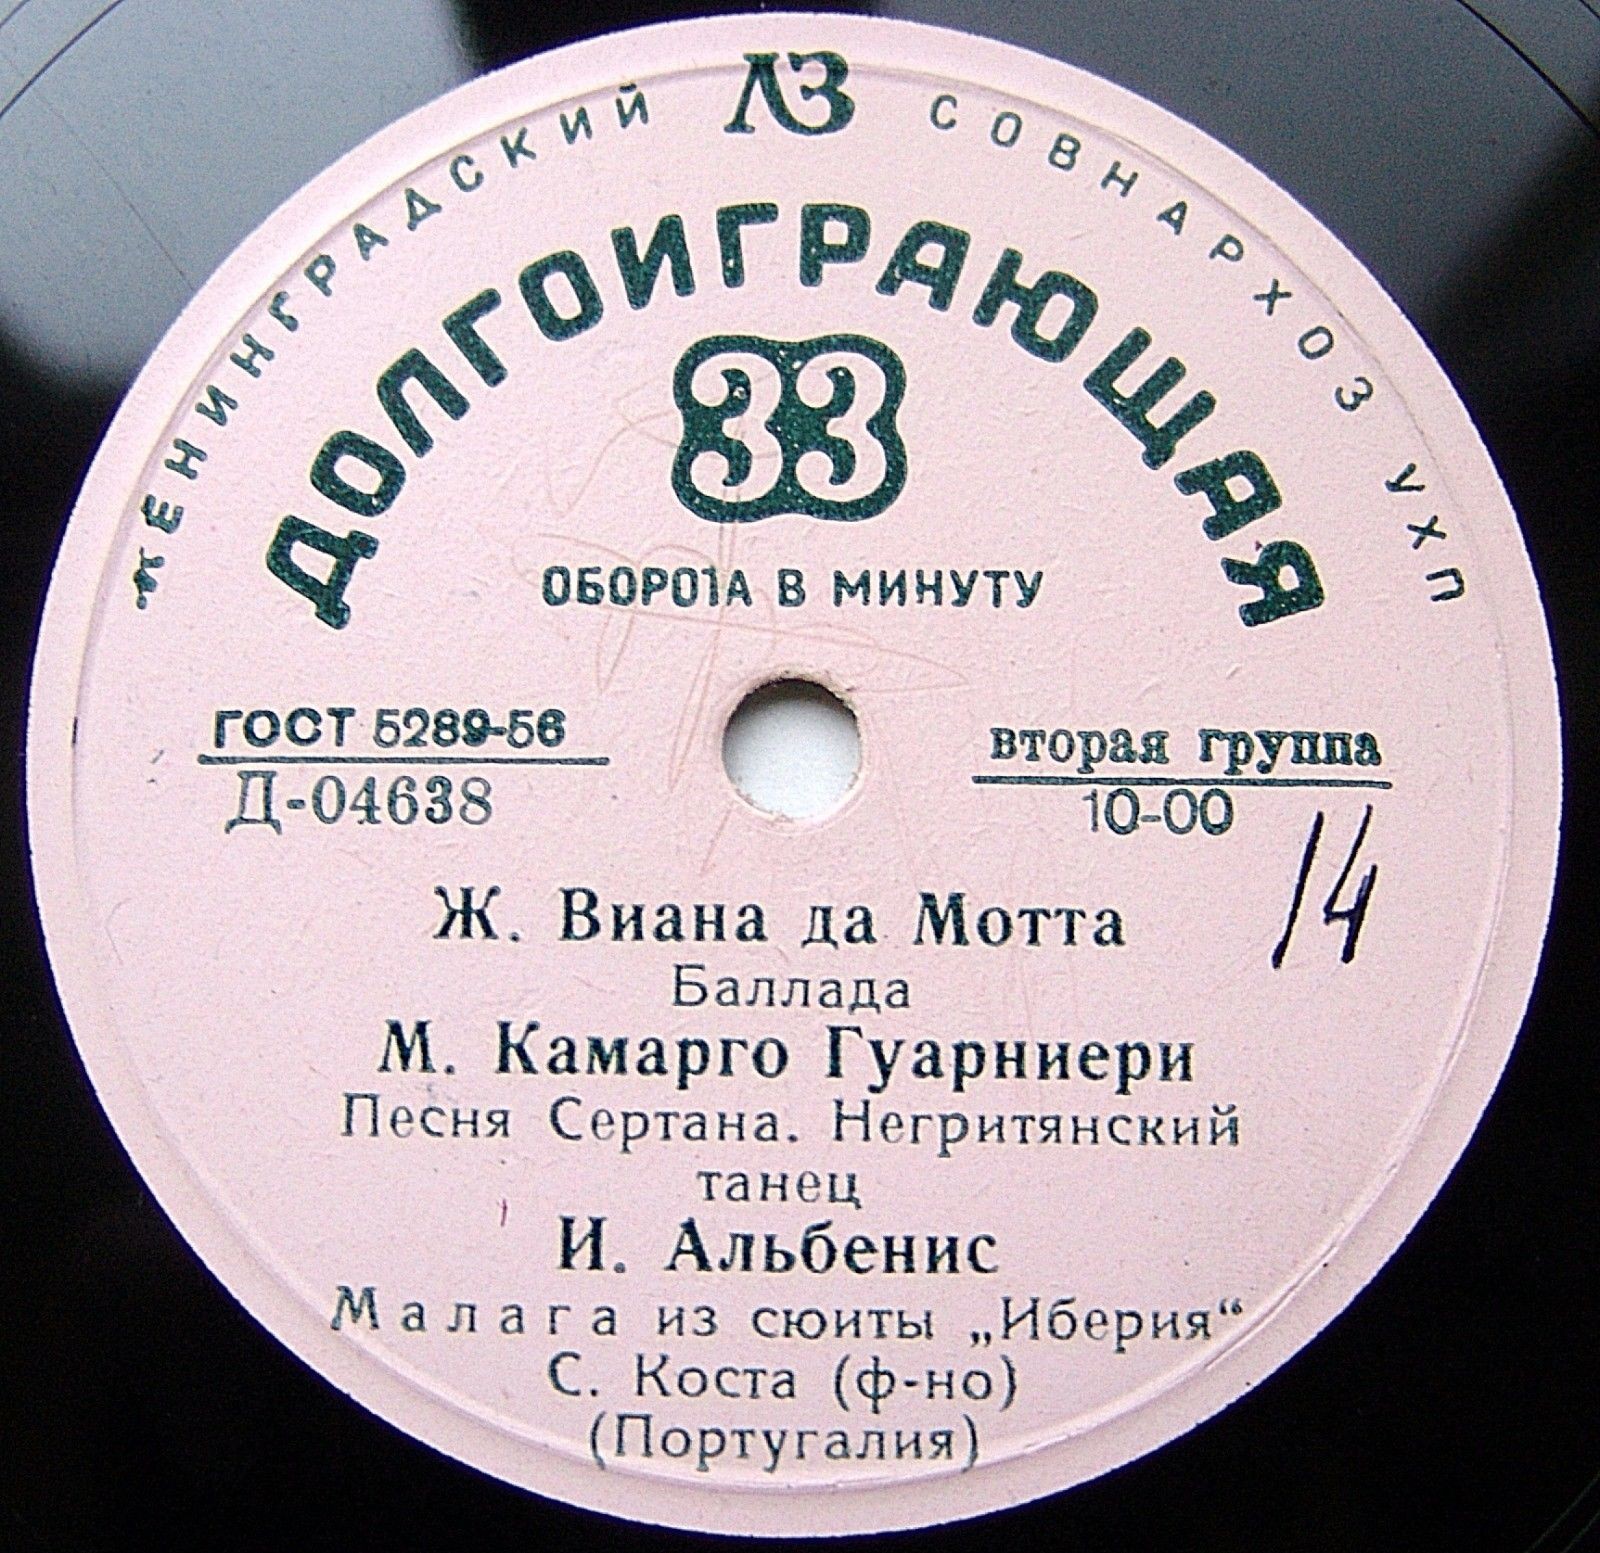 ЛЕНИНГРАДСКИЙ ЛЗ СОВНАРХОЗ УХП
ДОЛГОИГРАЮЩАЯ
33
ОБОРОТА В МИНУТУ
ГОСТ 5289-56
Д-04638
вторая группа
10-00
14
Ж. Виана да Мотта
Баллада
М. Камарго Гуарниери
Песня Сертана. Негритянский
танец
И. Альбенис
Малага из сюиты „Иберия“
С. Коста (ф-но)
(Португалия)